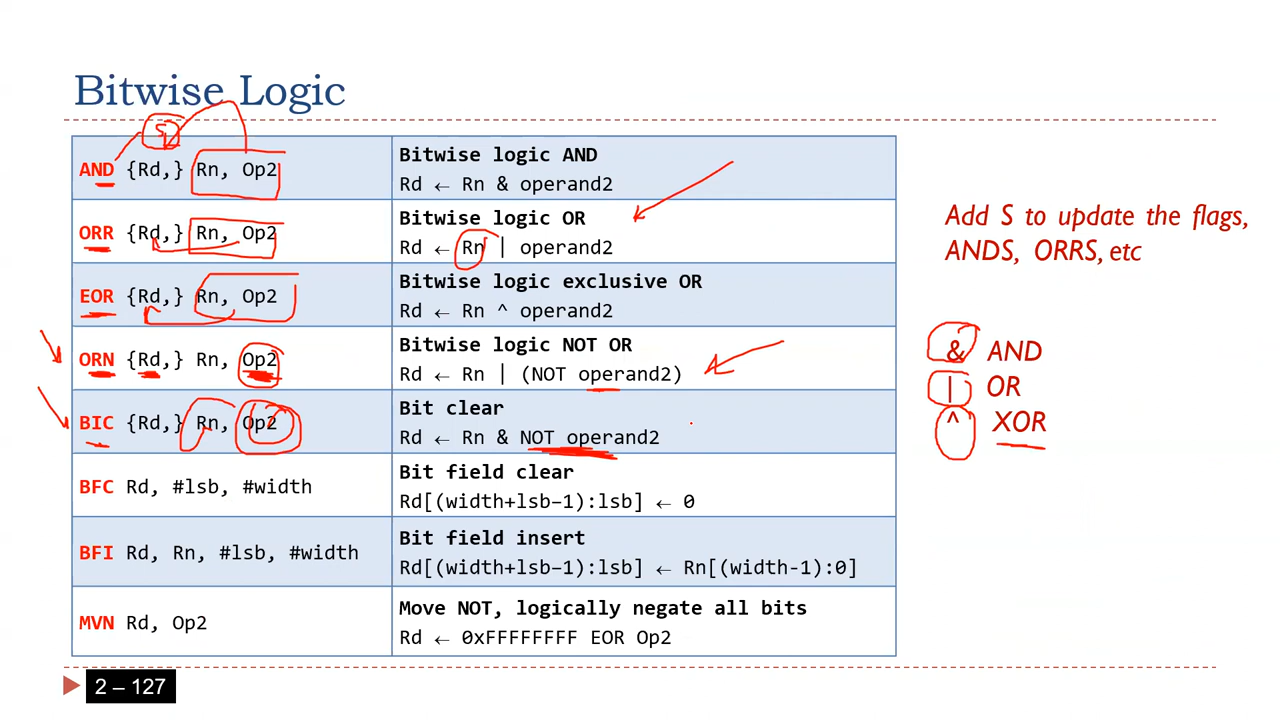 Bitwise Logic
S
AND {Rd,} Rn, Op2
Bitwise logic AND
Rd ← Rn & operand2
ORR {Rd,} Rn, Op2
Bitwise logic OR
Rd ← Rn | operand2
EOR {Rd,} Rn, Op2
Bitwise logic exclusive OR
Rd ← Rn ^ operand2
ORN {Rd,} Rn, Op2
Bitwise logic NOT OR
Rd ← Rn | (NOT operand2)
BIC {Rd,} Rn, Op2
Bit clear
Rd ← Rn & NOT operand2
BFC Rd, #lsb, #width
Bit field clear
Rd[(width+lsb–1):lsb] ← 0
BFI Rd, Rn, #lsb, #width
Bit field insert
Rd[(width+lsb–1):lsb] ← Rn[(width-1):0]
MVN Rd, Op2
Move NOT, logically negate all bits
Rd ← 0xFFFFFFFF EOR Op2
Add S to update the flags,
ANDS, ORRS, etc
& AND
| OR
^ XOR
2 – 127